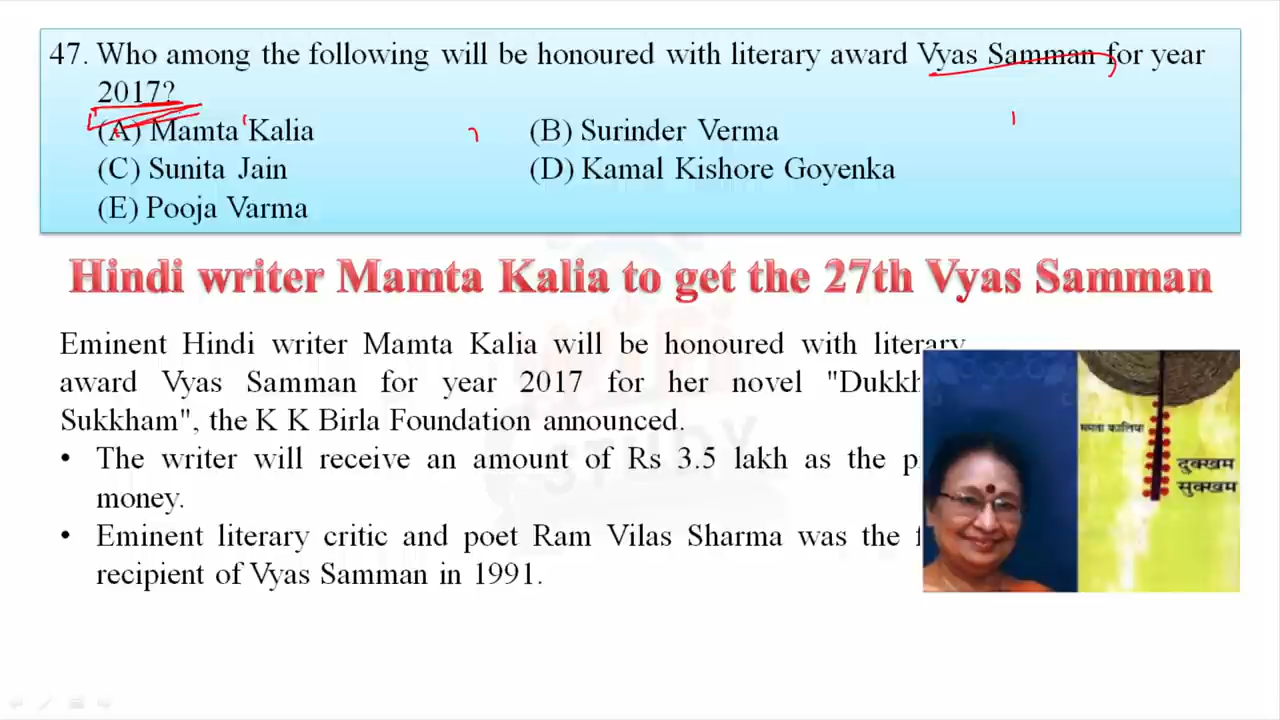 47. Who among the following will be honoured with literary award Vyas Samman for year
2017?
(A) Mamta Kalia (B) Surinder Verma
(C) Sunita Jain (D) Kamal Kishore Goyenka
(E) Pooja Varma
Hindi writer Mamta Kalia to get the 27th Vyas Samman
Eminent Hindi writer Mamta Kalia will be honoured with literary
award Vyas Samman for year 2017 for her novel "Dukkh
Sukkham", the K K Birla Foundation announced.
• The writer will receive an amount of Rs 3.5 lakh as the p
money.
• Eminent literary critic and poet Ram Vilas Sharma was the f
recipient of Vyas Samman in 1991.
ममता कालिया
दुक्खम
सुक्खम
STUDY